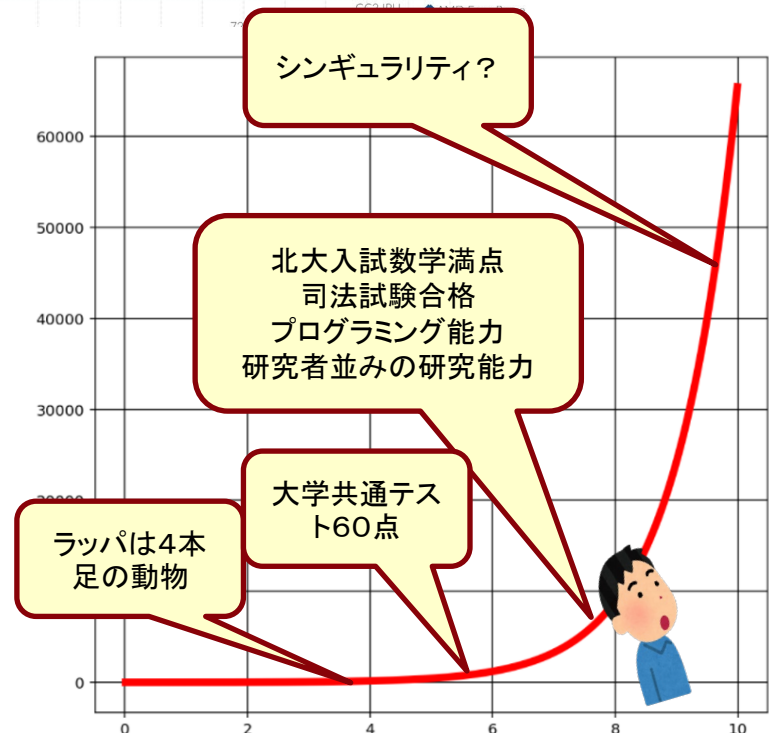 シンギュラリティ?
60000
50000
北大入試数学満点
司法試験合格
プログラミング能力
研究者並みの研究能力
40000
30000
大学共通テス
ト60点
ラッパは4本
足の動物
0
0 2 4 6 8 10